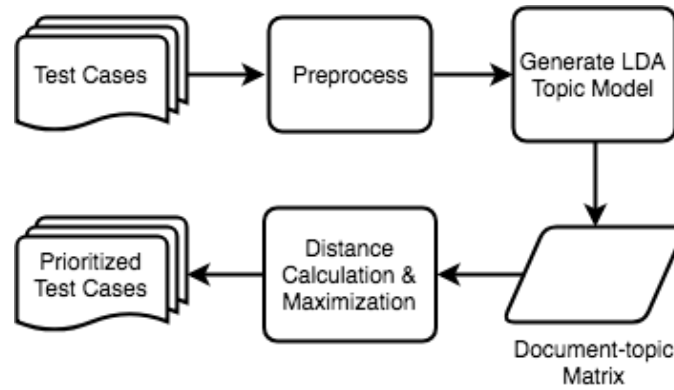 Test Cases
Preprocess
Generate LDA
Topic Model
Document-topic
Matrix
Distance
Calculation &
Maximization
Prioritized
Test Cases